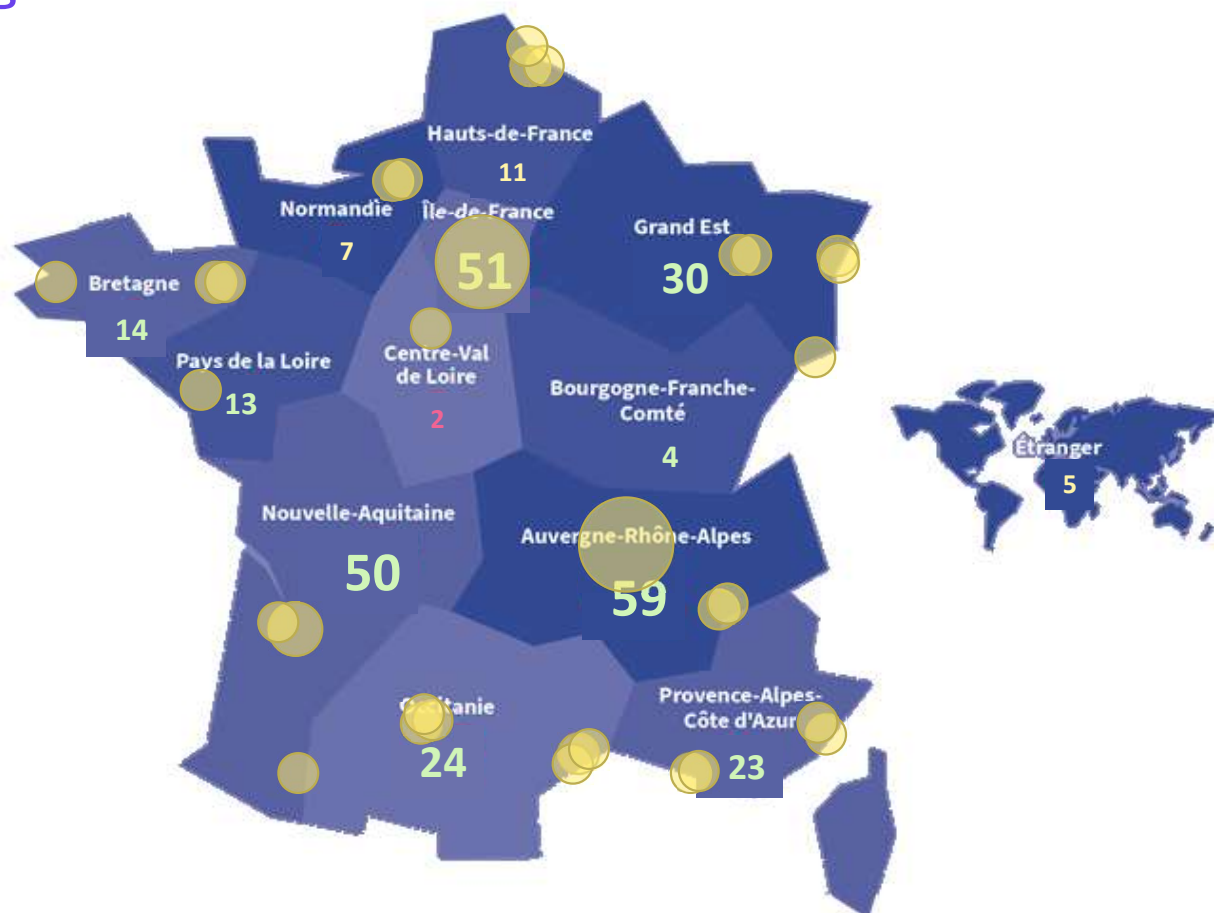 Hauts-de-France
11
Normandie
7
Île-de-France
51
Grand Est
30
Bretagne
14
Pays de la Loire
13
Centre-Val
de Loire
2
Bourgogne-Franche-
Comté
4
Étranger
5
Nouvelle-Aquitaine
50
Auvergne-Rhône-Alpes
59
Occitanie
24
Provence-Alpes-
Côte d'Azur
23